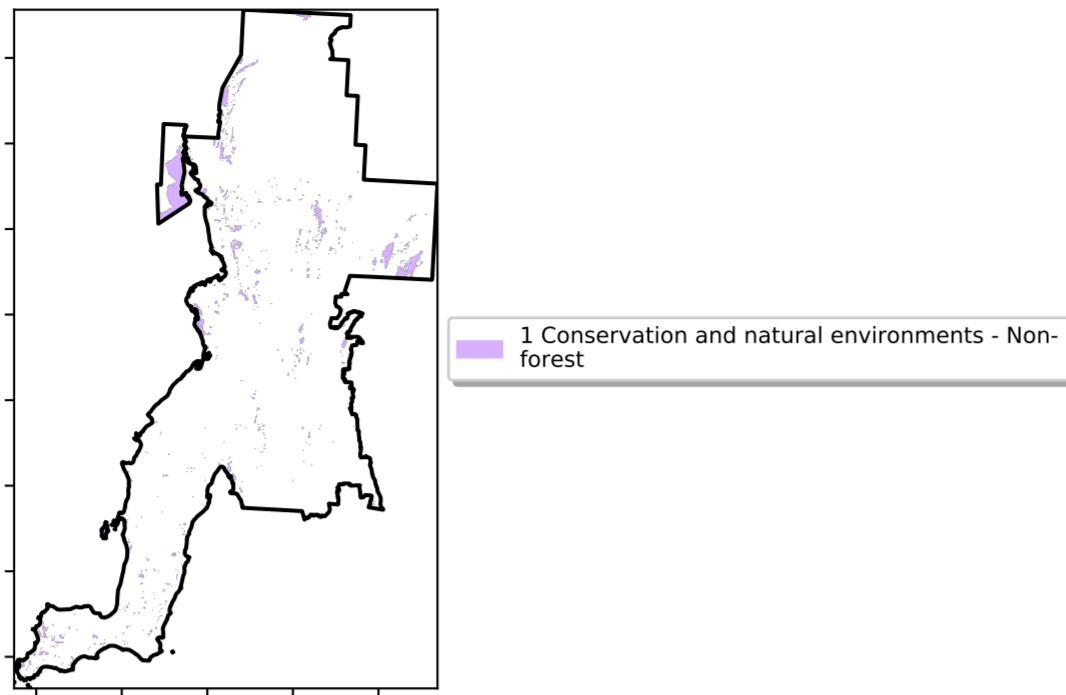 1 Conservation and natural environments - Non-
forest